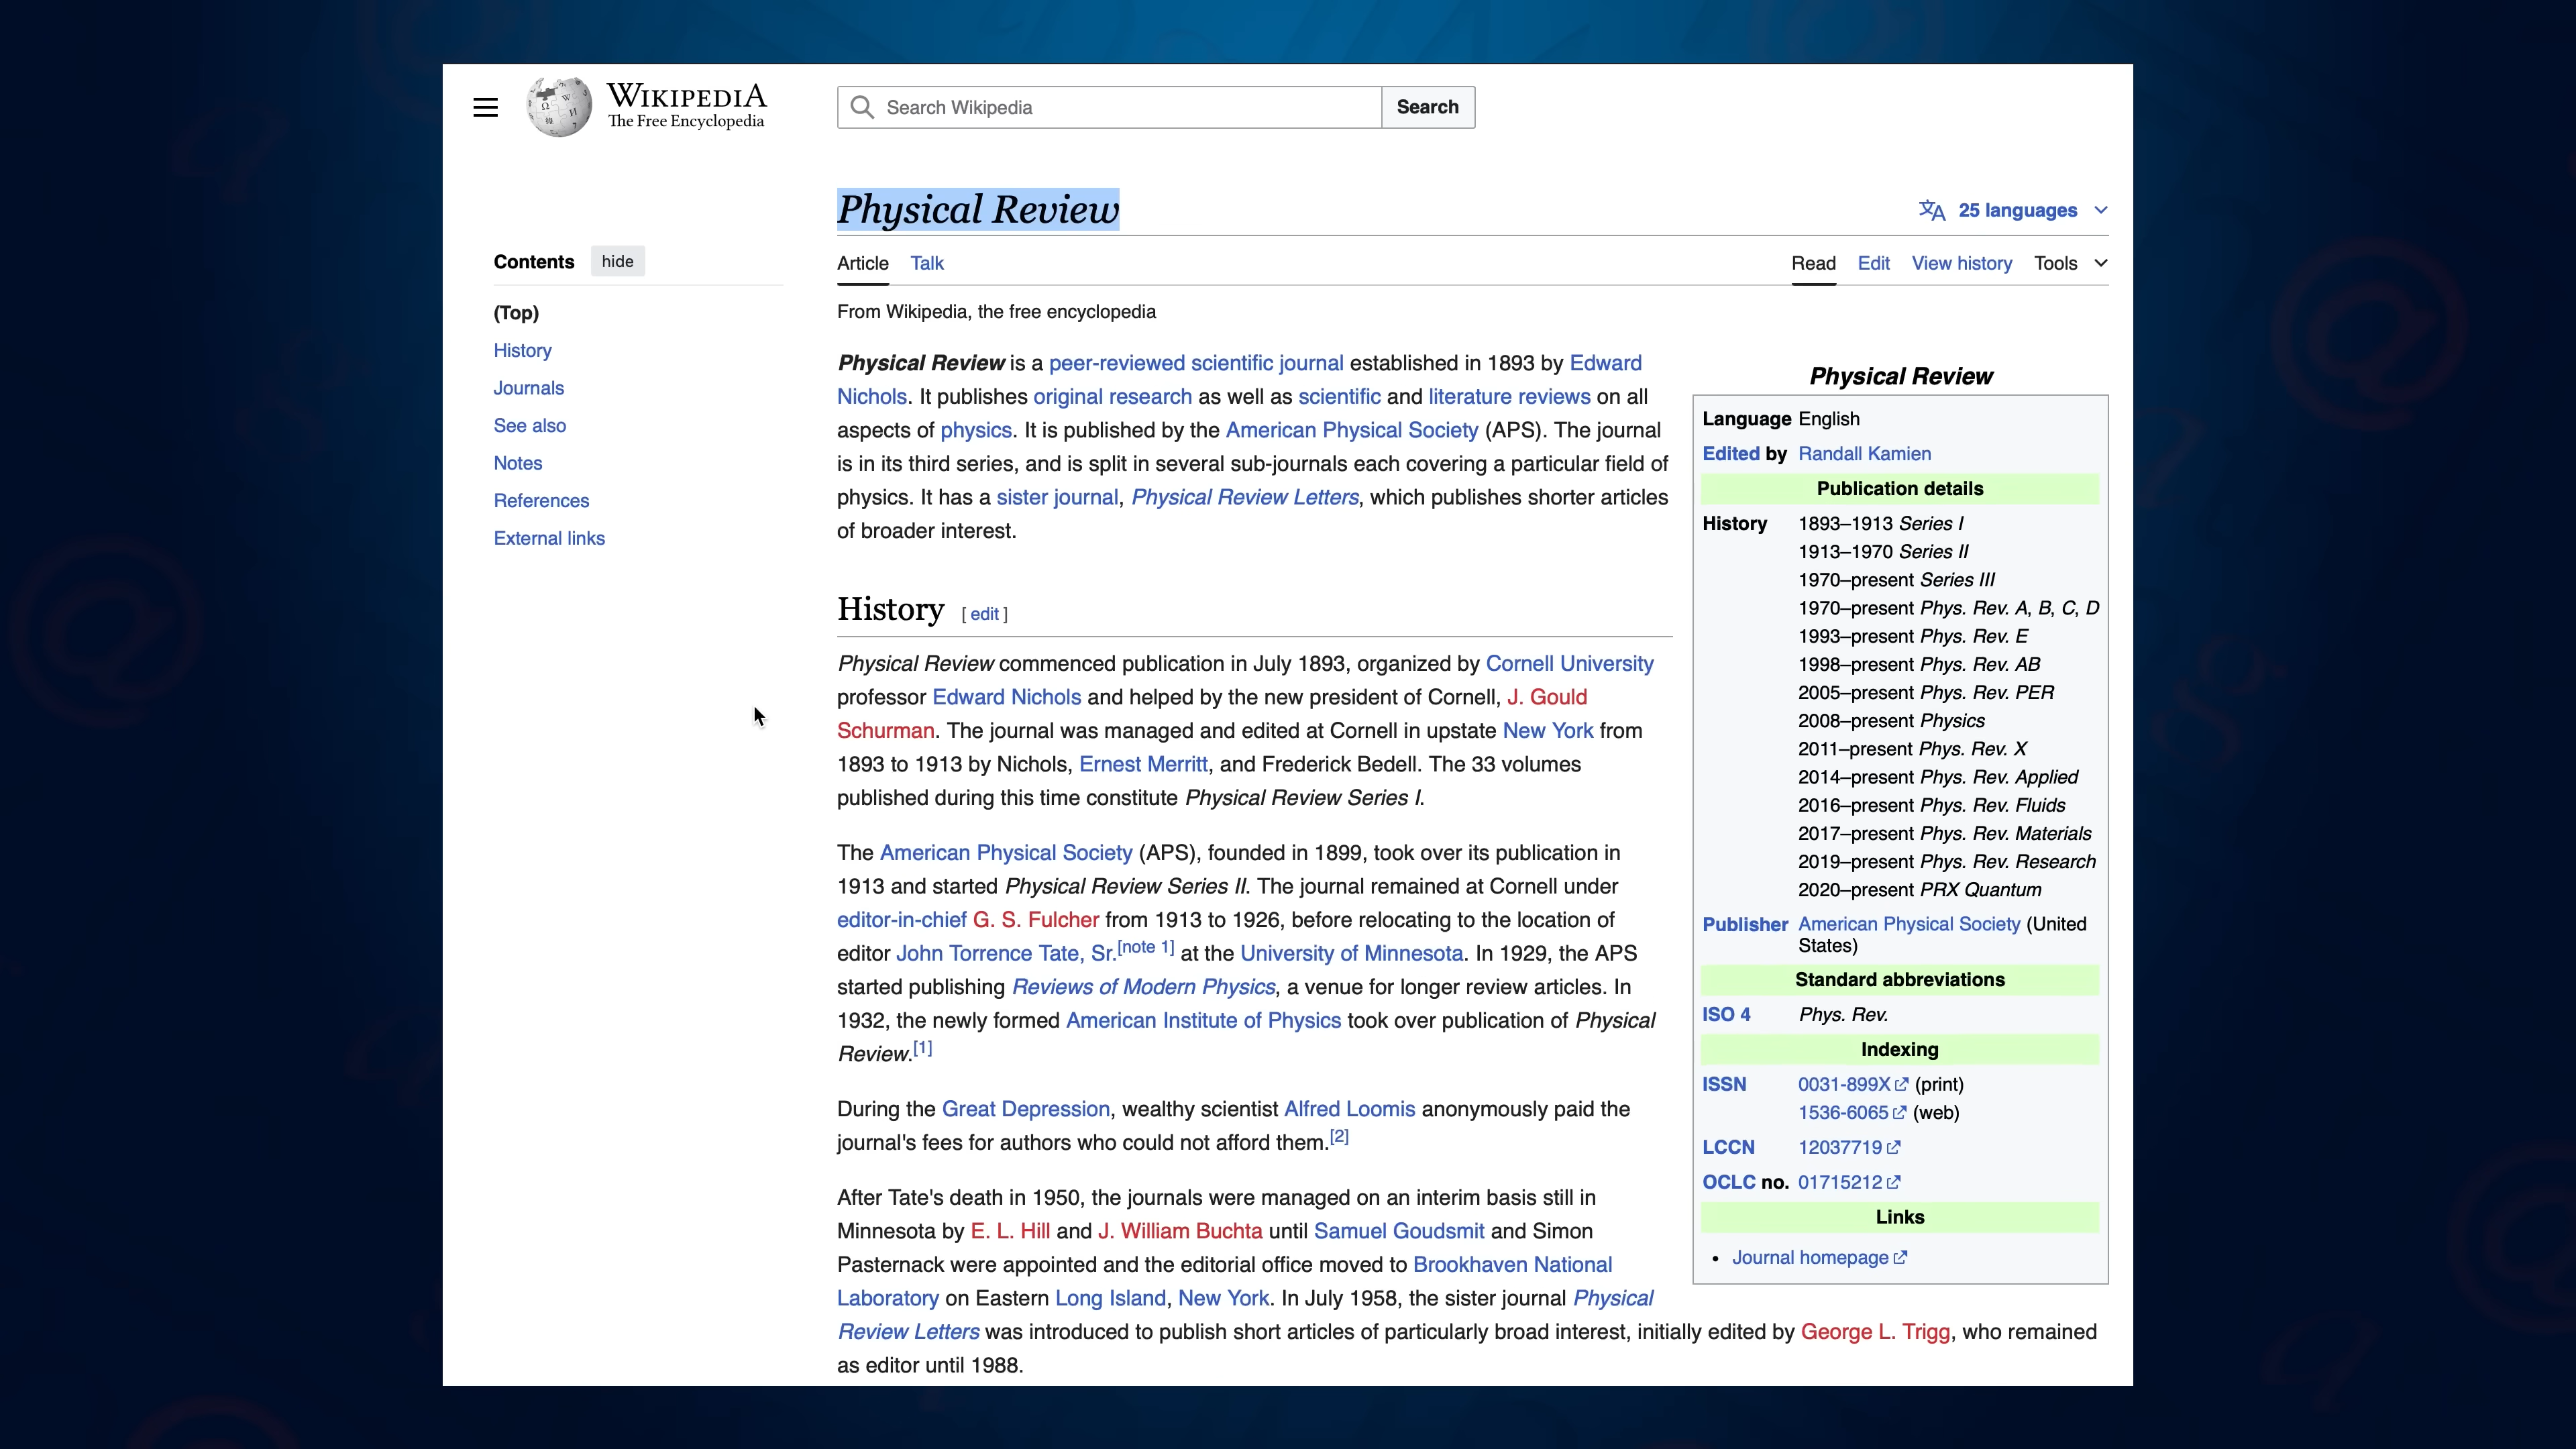 WIKIPEDIA
The Free Encyclopedia
Search Wikipedia
Search
Physical Review
25 languages
Contents
hide
(Top)
History
Journals
See also
Notes
References
External links
Article
Talk
Read
Edit
View history
Tools
From Wikipedia, the free encyclopedia
Physical Review is a peer-reviewed scientific journal established in 1893 by Edward
Nichols. It publishes original research as well as scientific and literature reviews on all
aspects of physics. It is published by the American Physical Society (APS). The journal
is in its third series, and is split in several sub-journals each covering a particular field of
physics. It has a sister journal, Physical Review Letters, which publishes shorter articles
of broader interest.
History [ edit ]
Physical Review commenced publication in July 1893, organized by Cornell University
professor Edward Nichols and helped by the new president of Cornell, J. Gould
Schurman. The journal was managed and edited at Cornell in upstate New York from
1893 to 1913 by Nichols, Ernest Merritt, and Frederick Bedell. The 33 volumes
published during this time constitute Physical Review Series I.
The American Physical Society (APS), founded in 1899, took over its publication in
1913 and started Physical Review Series II. The journal remained at Cornell under
editor-in-chief G. S. Fulcher from 1913 to 1926, before relocating to the location of
editor John Torrence Tate, Sr.[note 1] at the University of Minnesota. In 1929, the APS
started publishing Reviews of Modern Physics, a venue for longer review articles. In
1932, the newly formed American Institute of Physics took over publication of Physical
Review.[1]
During the Great Depression, wealthy scientist Alfred Loomis anonymously paid the
journal's fees for authors who could not afford them.[2]
After Tate's death in 1950, the journals were managed on an interim basis still in
Minnesota by E. L. Hill and J. William Buchta until Samuel Goudsmit and Simon
Pasternack were appointed and the editorial office moved to Brookhaven National
Laboratory on Eastern Long Island, New York. In July 1958, the sister journal Physical
Review Letters was introduced to publish short articles of particularly broad interest, initially edited by George L. Trigg, who remained
as editor until 1988.
Physical Review
Language English
Edited by Randall Kamien
Publication details
History 1893–1913 Series I
1913–1970 Series II
1970–present Series III
1970–present Phys. Rev. A, B, C, D
1993–present Phys. Rev. E
1998–present Phys. Rev. AB
2005–present Phys. Rev. PER
2008–present Physics
2011–present Phys. Rev. X
2014–present Phys. Rev. Applied
2016–present Phys. Rev. Fluids
2017–present Phys. Rev. Materials
2019–present Phys. Rev. Research
2020–present PRX Quantum
Publisher American Physical Society (United
States)
Standard abbreviations
ISO 4 Phys. Rev.
Indexing
ISSN 0031-899X (print)
1536-6065 (web)
LCCN 12037719
OCLC no. 01715212
Links
• Journal homepage